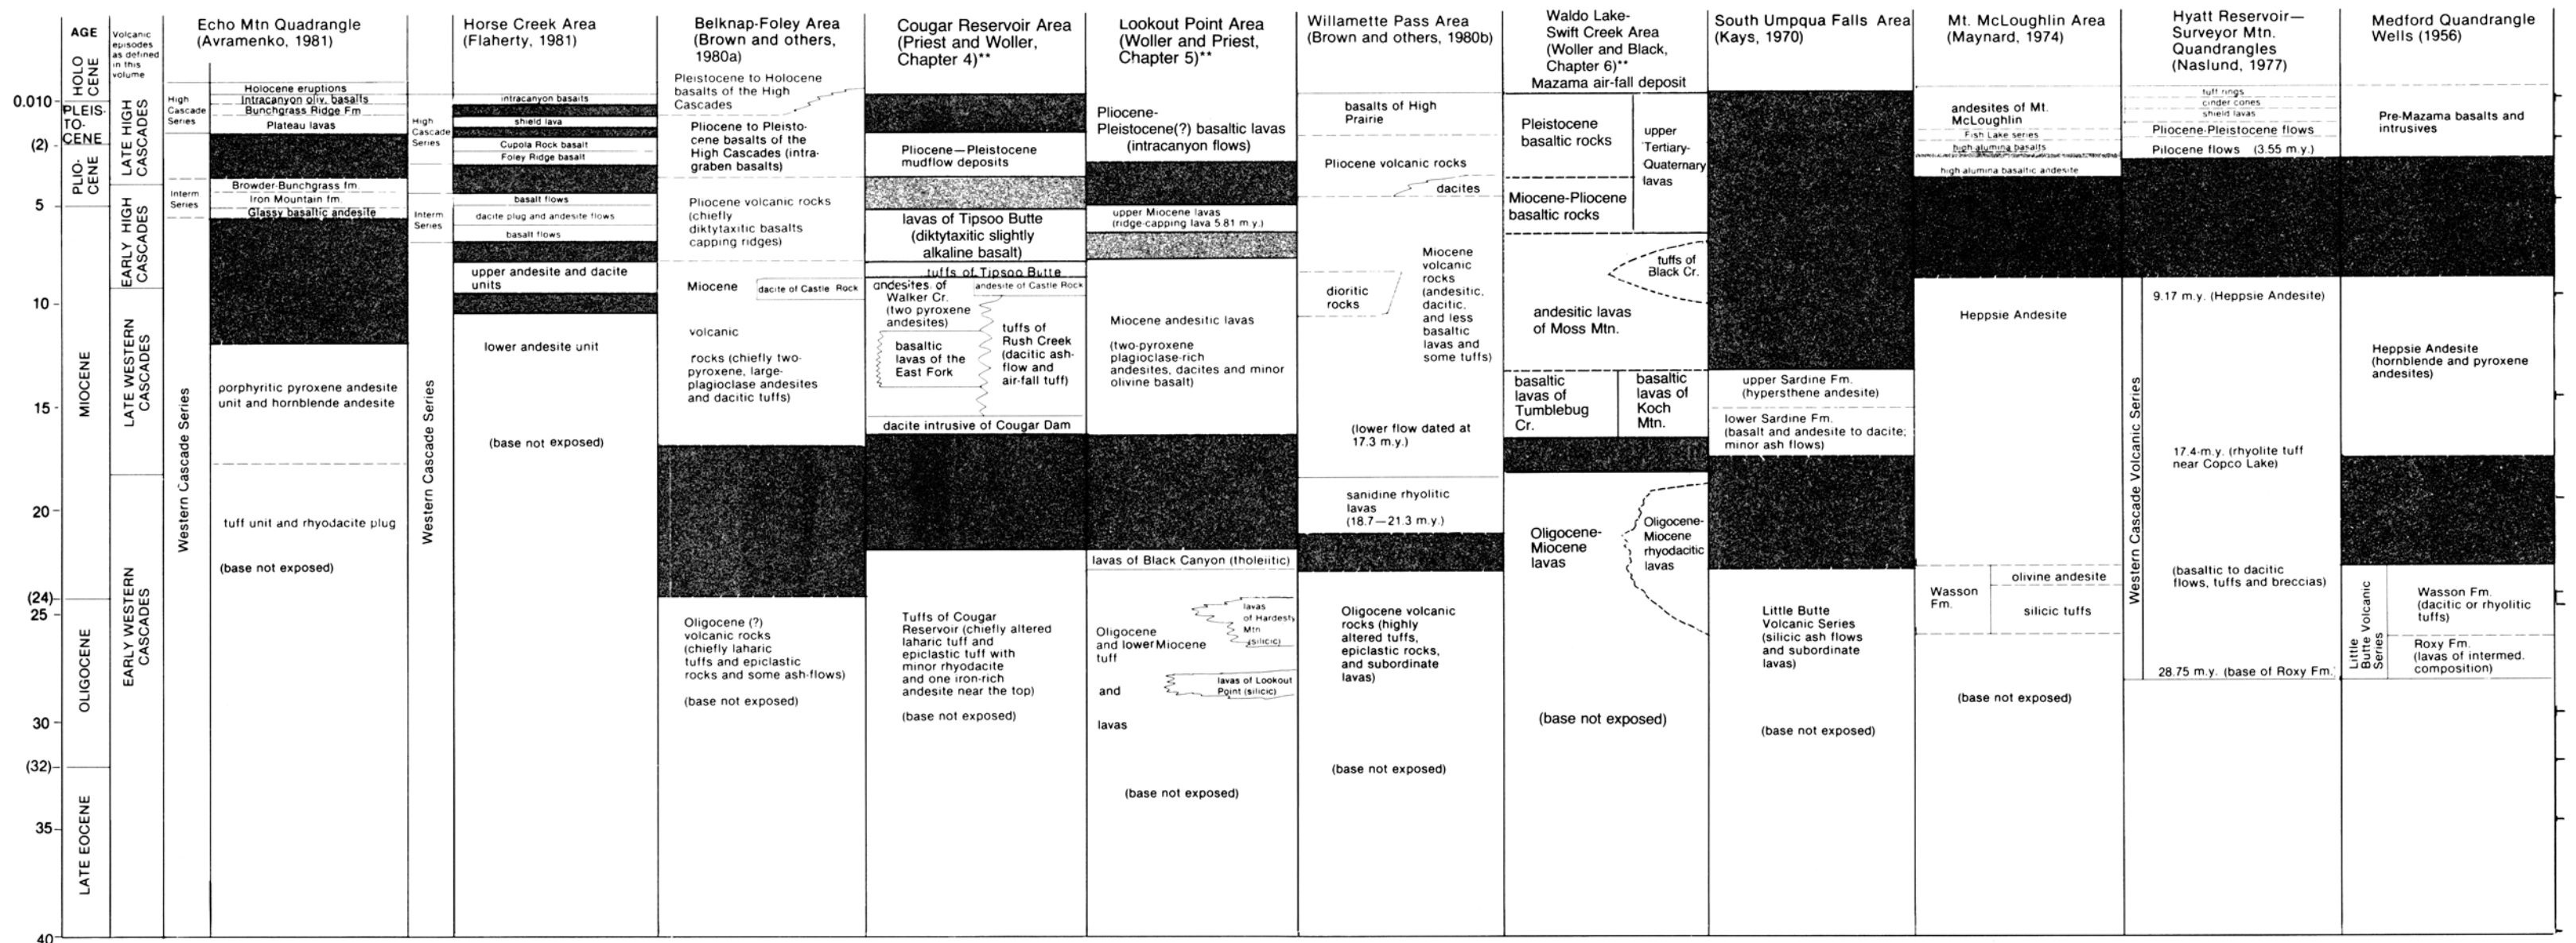 AGE
HOLO
CENE
0.010
PLEIS-
TO-
CENE
(2)
PLIO-
CENE
5
10
MIOCENE
15
20
(24)
25
OLIGOCENE
30
(32)
35
LATE EOCENE
40
Volcanic
episodes
as defined
in this
volume
LATE HIGH
CASCADES
EARLY HIGH
CASCADES
LATE WESTERN
CASCADES
EARLY WESTERN
CASCADES
Echo Mtn Quadrangle
(Avramenko, 1981)
High
Cascade
Series
Interm
Series
Western Cascade Series
Holocene eruptions
Intracanyon oliv. basalts
Bunchgrass Ridge Fm
Plateau lavas
Browder-Bunchgrass fm.
Iron Mountain fm.
Glassy basaltic andesite
porphyritic pyroxene andesite
unit and hornblende andesite
tuff unit and rhyodacite plug
(base not exposed)
Horse Creek Area
(Flaherty, 1981)
High
Cascade
Series
Interm
Series
Western Cascade Series
intracanyon basalts
shield lava
Cupola Rock basalt
Foley Ridge basalt
basalt flows
dacite plug and andesite flows
basalt flows
upper andesite and dacite
units
lower andesite unit
(base not exposed)
Belknap-Foley Area
(Brown and others,
1980a)
Pleistocene to Holocene
basalts of the High
Cascades
Pliocene to Pleisto-
cene basalts of the
High Cascades (intra-
graben basalts)
Pliocene volcanic rocks
(chiefly
diktytaxitic basalts
capping ridges)
Miocene
dacite of Castle Rock
volcanic
rocks (chiefly two-
pyroxene, large-
plagioclase andesites
and dacitic tuffs)
Oligocene (?)
volcanic rocks
(chiefly laharic
tuffs and epiclastic
rocks and some ash-flows)
(base not exposed)
Cougar Reservoir Area
(Priest and Woller,
Chapter 4)**
Pliocene—Pleistocene
mudflow deposits
lavas of Tipsoo Butte
(diktytaxitic slightly
alkaline basalt)
tuffs of Tipsoo Butte
andesites of
Walker Cr.
(two pyroxene
andesites)
andesite of Castle Rock
basaltic
lavas of the
East Fork
tuffs of
Rush Creek
(dacitic ash-
flow and
air-fall tuff)
dacite intrusive of Cougar Dam
Tuffs of Cougar
Reservoir (chiefly altered
laharic tuff and
epiclastic tuff with
minor rhyodacite
and one iron-rich
andesite near the top)
(base not exposed)
Lookout Point Area
(Woller and Priest,
Chapter 5)**
Pliocene-
Pleistocene(?) basaltic lavas
(intracanyon flows)
upper Miocene lavas
(ridge-capping lava 5.81 m y.)
Miocene andesitic lavas
(two-pyroxene
plagioclase-rich
andesites, dacites and minor
olivine basalt)
lavas of Black Canyon (tholeiitic)
lavas
of Hardesty
Mtn
(silicic)
Oligocene
and lower Miocene
tuff
and
lavas
lavas of Lookout
Point (silicic)
(base not exposed)
Willamette Pass Area
(Brown and others, 1980b)
basalts of High
Prairie
Pliocene volcanic rocks
dacites
dioritic
rocks
Miocene
volcanic
rocks
(andesitic,
dacitic,
and less
basaltic
lavas and
some tuffs)
(lower flow dated at
17.3 m.y.)
sanidine rhyolitic
lavas
(18.7—21.3 m.y.)
Oligocene volcanic
rocks (highly
altered tuffs,
epiclastic rocks,
and subordinate
lavas)
(base not exposed)
Waldo Lake-
Swift Creek Area
(Woller and Black,
Chapter 6)**
Mazama air-fall deposit
Pleistocene
basaltic rocks
upper
Tertiary-
Quaternary
lavas
Miocene-Pliocene
basaltic rocks
tuffs of
Black Cr.
andesitic lavas
of Moss Mtn.
basaltic
lavas of
Tumblebug
Cr.
basaltic
lavas of
Koch
Mtn.
Oligocene-
Miocene
lavas
Oligocene-
Miocene
rhyodacitic
lavas
(base not exposed)
South Umpqua Falls Area
(Kays, 1970)
upper Sardine Fm.
(hypersthene andesite)
lower Sardine Fm.
(basalt and andesite to dacite;
minor ash flows)
Little Butte
Volcanic Series
(silicic ash flows
and subordinate
lavas)
(base not exposed)
Mt. McLoughlin Area
(Maynard, 1974)
andesites of Mt.
McLoughlin
Fish Lake series
high alumina basalts
high alumina basaltic andesite
Heppsie Andesite
Wasson
Fm.
olivine andesite
silicic tuffs
(base not exposed)
Hyatt Reservoir—
Surveyor Mtn.
Quadrangles
(Naslund, 1977)
tuff rings
cinder cones
shield lavas
Pliocene-Pleistocene flows
Pilocene flows (3.55 m.y.)
Western Cascade Volcanic Series
9.17 m.y. (Heppsie Andesite)
17.4-m.y. (rhyolite tuff
near Copco Lake)
(basaltic to dacitic
flows, tuffs and breccias)
28.75 m.y. (base of Roxy Fm.)
Medford Quandrangle
Wells (1956)
Pre-Mazama basalts and
intrusives
Heppsie Andesite
(hornblende and pyroxene
andesites)
Little
Butte Volcanic
Series
Wasson Fm.
(dacitic or rhyolitic
tuffs)
Roxy Fm.
(lavas of intermed.
composition)